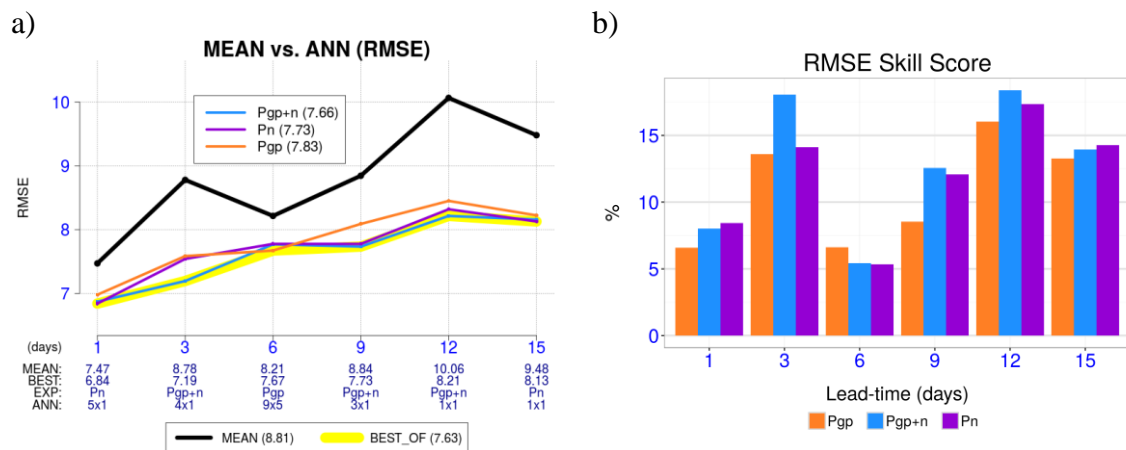 a)
MEAN vs. ANN (RMSE)
10
9
8
7
RMSE
Pgp+n (7.66)
Pn (7.73)
Pgp (7.83)
(days) 1 3 6 9 12 15
MEAN: 7.47 8.78 8.21 8.84 10.06 9.48
BEST: 6.84 7.19 7.67 7.73 8.21 8.13
EXP: Pn Pgp+n Pgp Pgp+n Pgp+n Pn
ANN: 5x1 4x1 9x5 3x1 1x1 1x1
MEAN (8.81) BEST_OF (7.63)
b)
RMSE Skill Score
15
10
5
0
%
1 3 6 9 12 15
Lead-time (days)
Pgp Pgp+n Pn